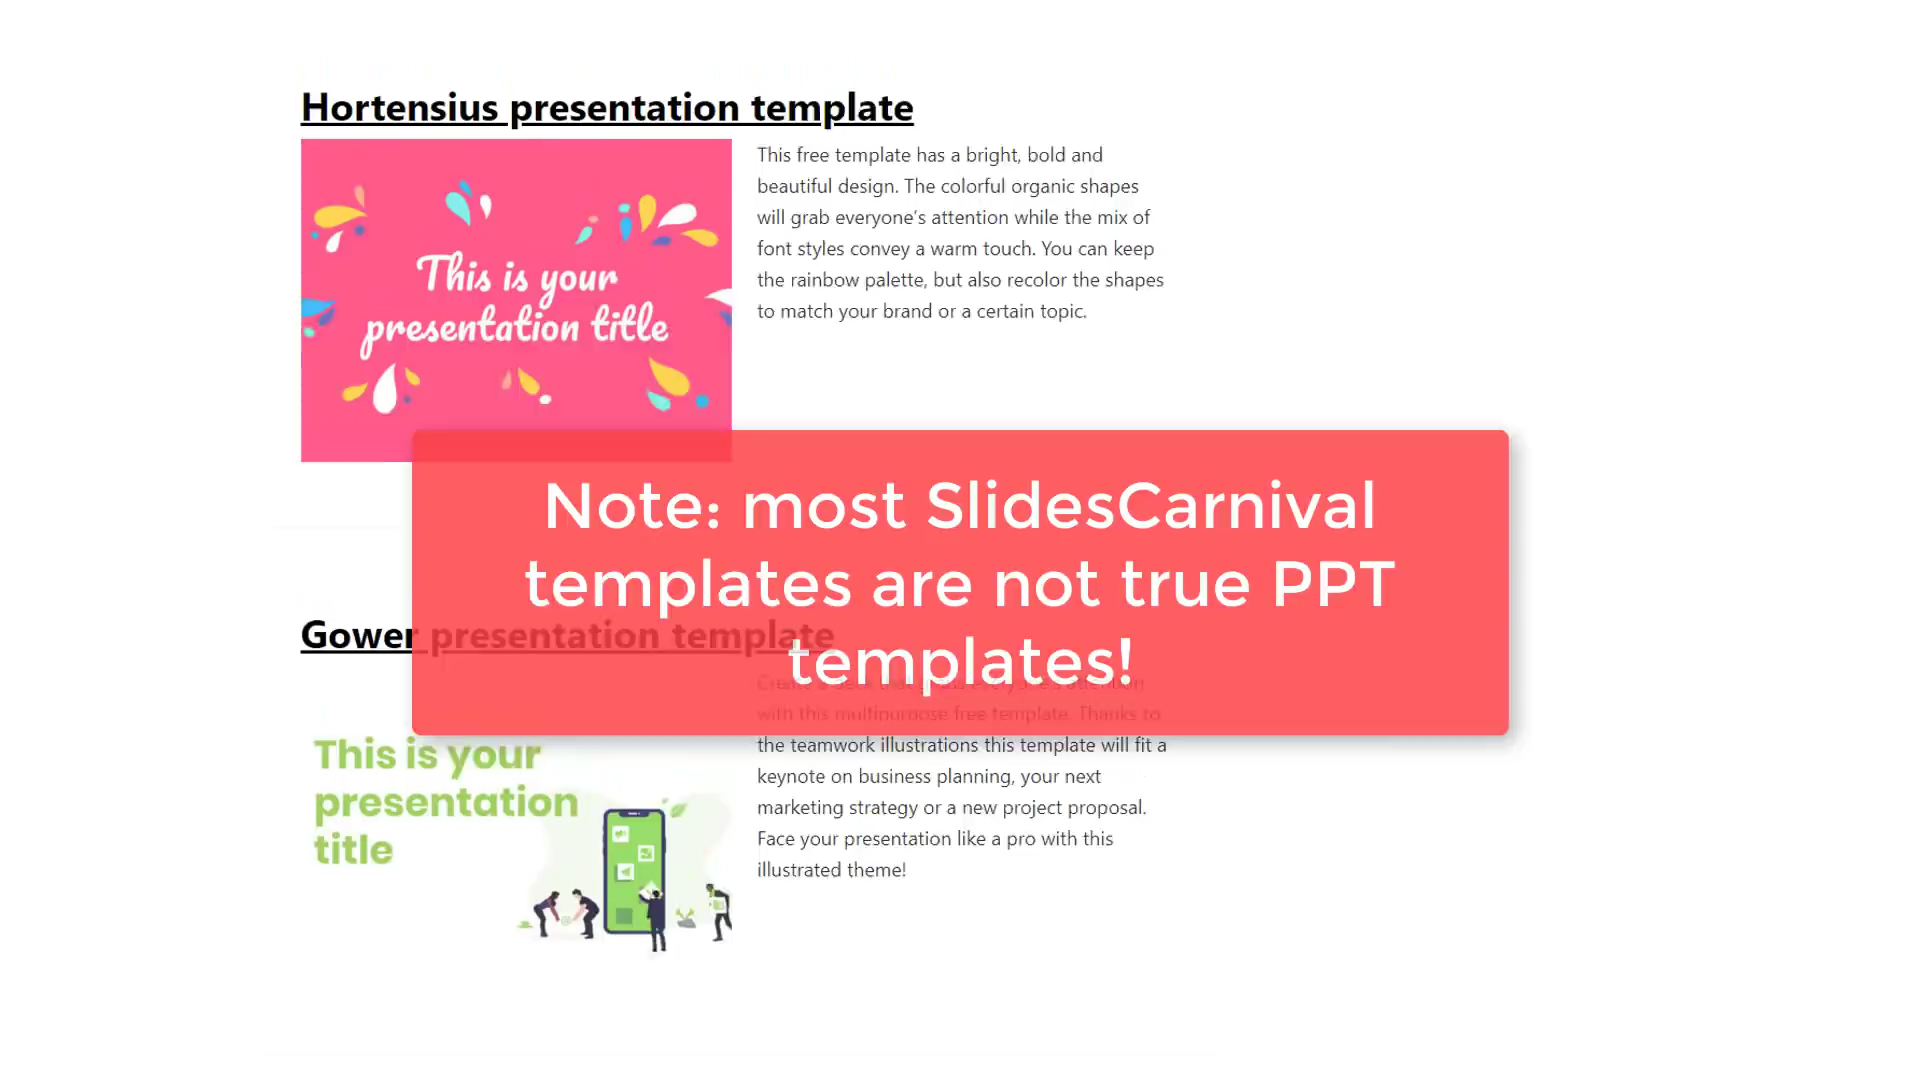 Hortensius presentation template
This is your
presentation title
This free template has a bright, bold and
beautiful design. The colorful organic shapes
will grab everyone's attention while the mix of
font styles convey a warm touch. You can keep
the rainbow palette, but also recolor the shapes
to match your brand or a certain topic.
Note: most SlidesCarnival
templates are not true PPT
templates!
Gower presentation template
This is your
presentation
title
with this multipurpose free template. Thanks to
the teamwork illustrations this template will fit a
keynote on business planning, your next
marketing strategy or a new project proposal.
Face your presentation like a pro with this
illustrated theme!